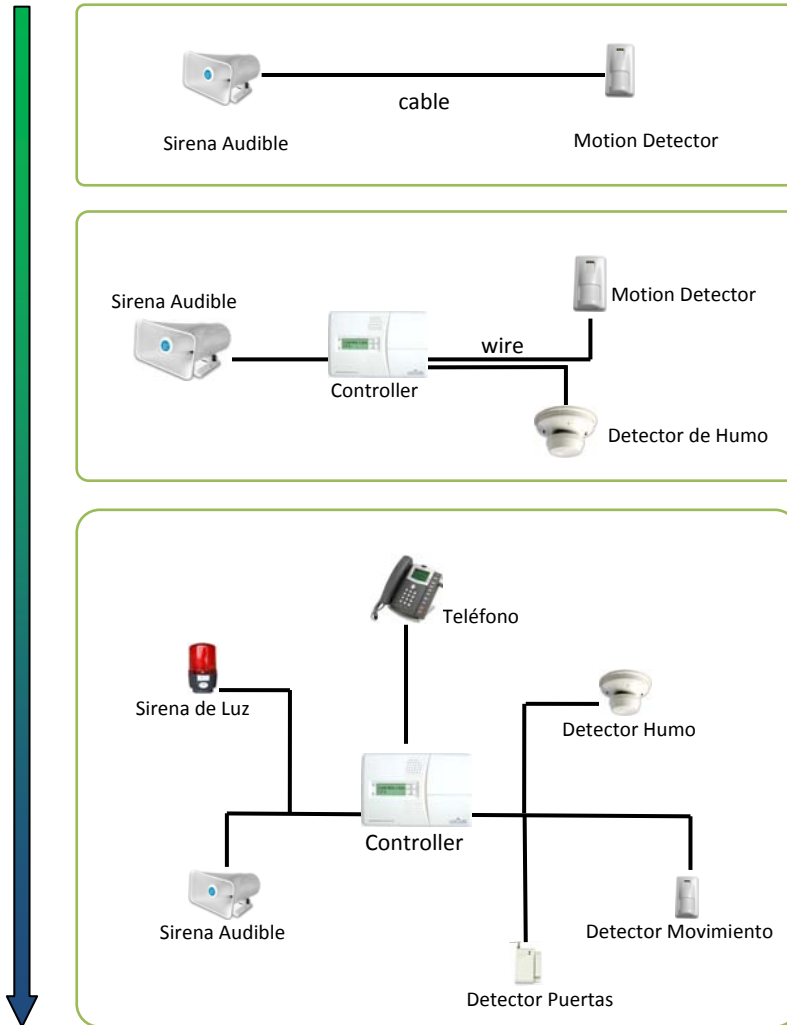 cable
Sirena Audible
Motion Detector
Sirena Audible
Motion Detector
wire
Controller
Detector de Humo
Teléfono
Sirena de Luz
Detector Humo
Controller
Sirena Audible
Detector Movimiento
Detector Puertas